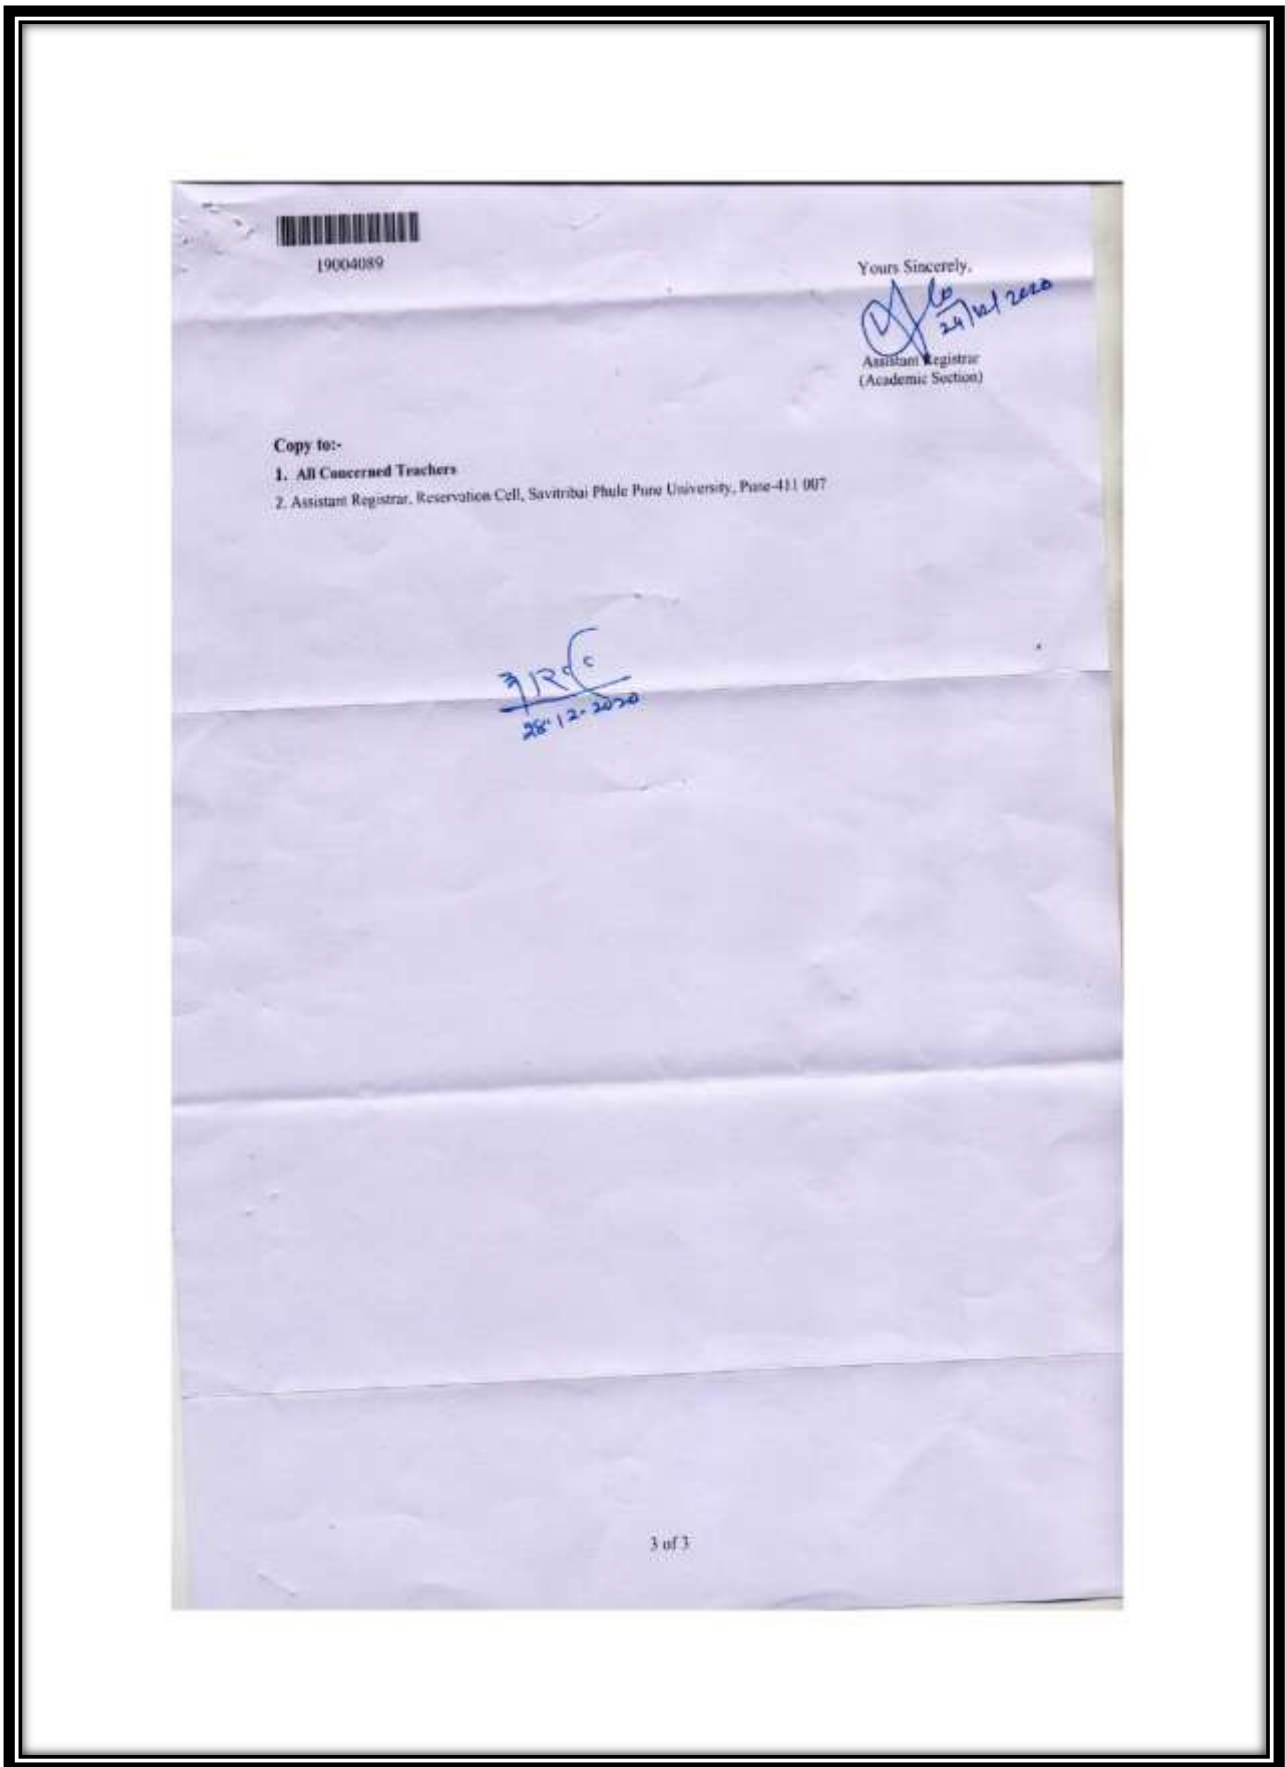 19004089
Yours Sincerely,
24/12/2020
Assistant Registrar
(Academic Section)
Copy to:-
1. All Concerned Teachers
2. Assistant Registrar, Reservation Cell, Savitribai Phule Pune University, Pune-411 007
28-12-2020
3 of 3